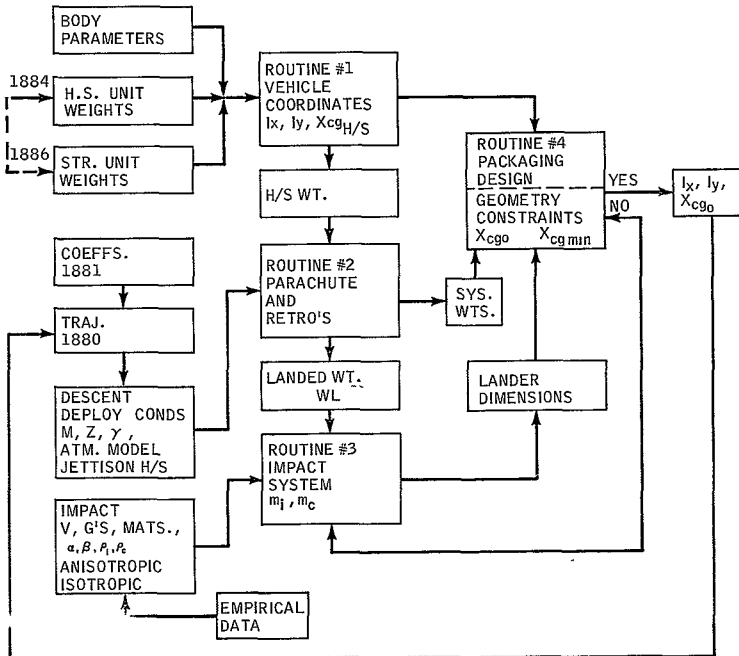 BODY
PARAMETERS
1884
H.S. UNIT
WEIGHTS
1886
STR. UNIT
WEIGHTS
ROUTINE #1
VEHICLE
COORDINATES
Ix, Iy, XcgH/S
H/S WT.
COEFFS.
1881
TRAJ.
1880
DESCENT
DEPLOY CONDS
M, Z, γ,
ATM. MODEL
JETTISON H/S
ROUTINE #2
PARACHUTE
AND
RETRO'S
SYS.
WTS.
LANDED WT.
WL
IMPACT
V, G'S, MATS.,
α, β, ρi, ρc
ANISOTROPIC
ISOTROPIC
EMPIRICAL
DATA
ROUTINE #3
IMPACT
SYSTEM
mi, mc
LANDER
DIMENSIONS
ROUTINE #4
PACKAGING
DESIGN
GEOMETRY
CONSTRAINTS
Xcgo Xcg min
YES
NO
Ix, Iy,
Xcgo